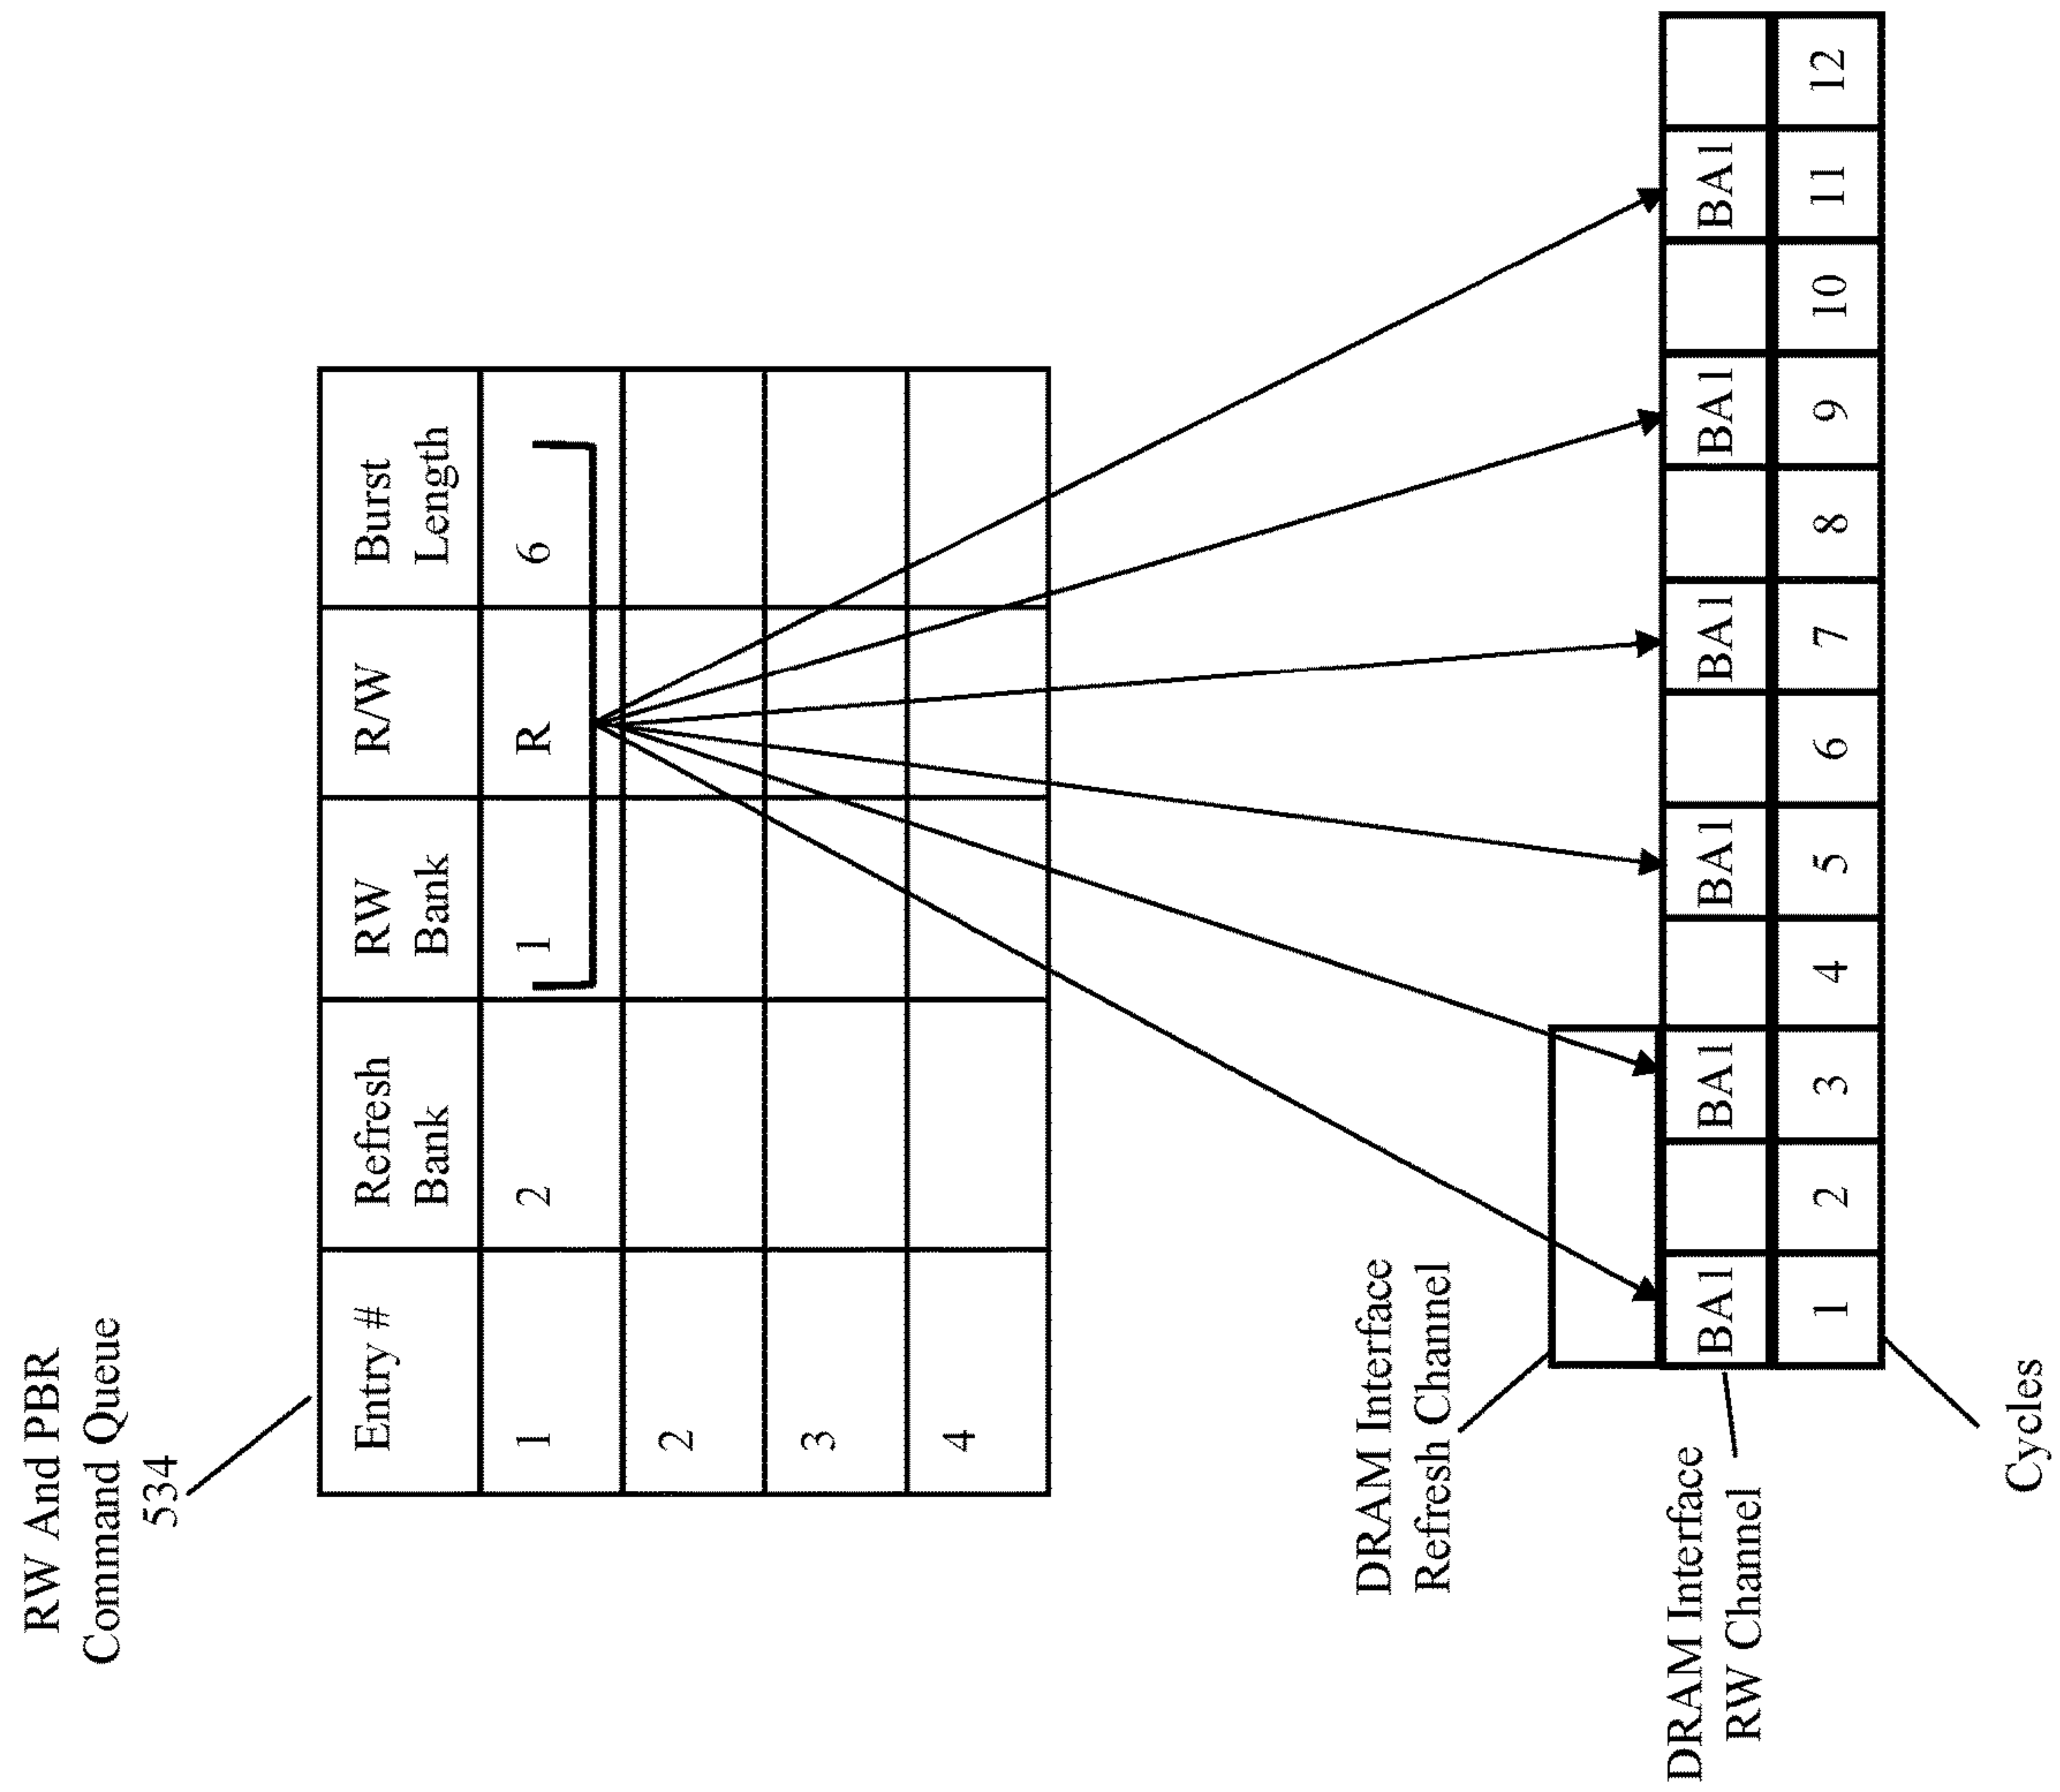 RW And PBR
Command Queue
534
Entry #
Refresh
Bank
RW
Bank
R/W
Burst
Length
1
2
1
R
6
2
3
4
DRAM Interface
Refresh Channel
DRAM Interface
RW Channel
BA1
BA1
BA1
BA1
BA1
BA1
1
2
3
4
5
6
7
8
9
10
11
12
Cycles